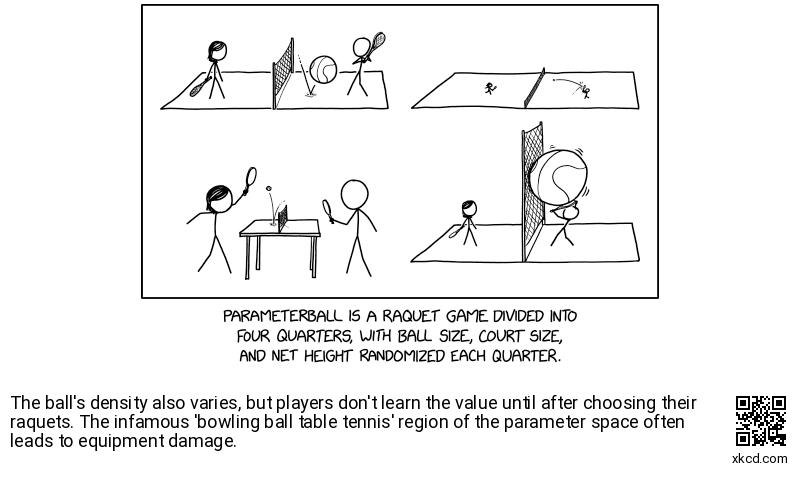 PARAMETERBALL IS A RAQUET GAME DIVIDED INTO
FOUR QUARTERS, WITH BALL SIZE, COURT SIZE,
AND NET HEIGHT RANDOMIZED EACH QUARTER.
The ball's density also varies, but players don't learn the value until after choosing their
raquets. The infamous 'bowling ball table tennis' region of the parameter space often
leads to equipment damage.
xkcd.com